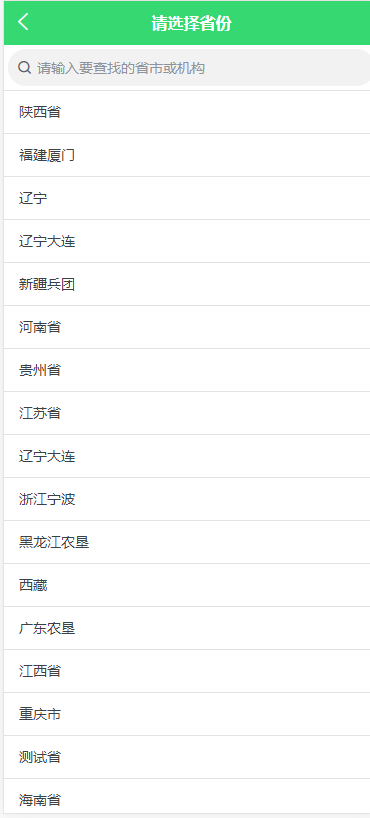 请选择省份
请输入要查找的省市或机构
陕西省
福建厦门
辽宁
辽宁大连
新疆兵团
河南省
贵州省
江苏省
辽宁大连
浙江宁波
黑龙江农垦
西藏
广东农垦
江西省
重庆市
测试省
海南省